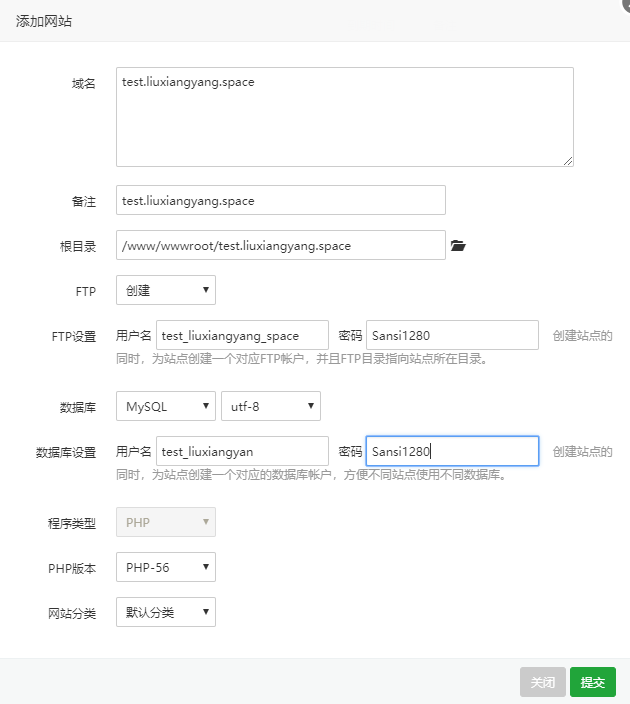 添加网站
域名 test.liuxiangyang.space
备注 test.liuxiangyang.space
根目录 /www/wwwroot/test.liuxiangyang.space
FTP 创建
FTP设置 用户名 test_liuxiangyang_space 密码 Sansi1280 创建站点的
同时，为站点创建一个对应FTP帐户，并且FTP目录指向站点所在目录。
数据库 MySQL utf-8
数据库设置 用户名 test_liuxiangyan 密码 Sansi1280 创建站点的
同时，为站点创建一个对应的数据库帐户，方便不同站点使用不同数据库。
程序类型 PHP
PHP版本 PHP-56
网站分类 默认分类
关闭 提交